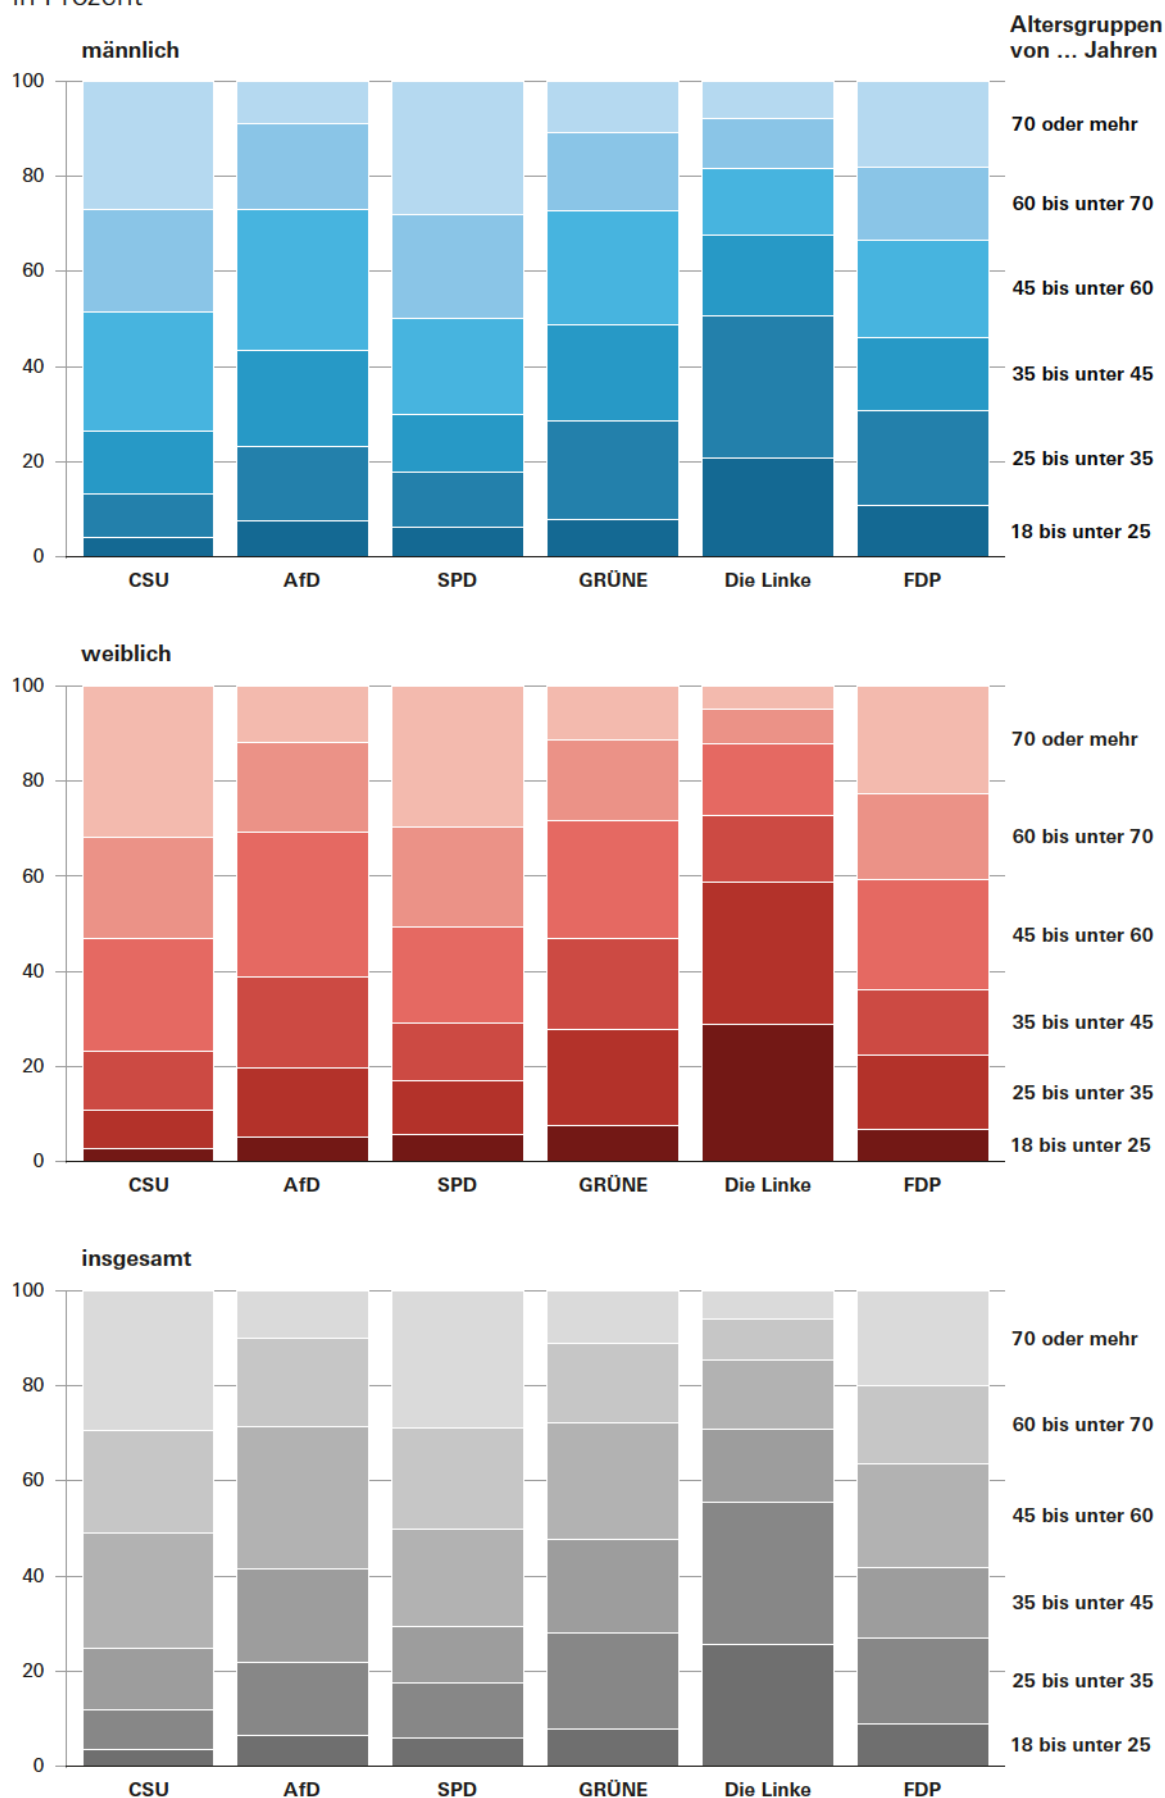 in Prozent
Altersgruppen
von ... Jahren
männlich
100
80
60
40
20
0
70 oder mehr
60 bis unter 70
45 bis unter 60
35 bis unter 45
25 bis unter 35
18 bis unter 25
CSU AfD SPD GRÜNE Die Linke FDP
weiblich
100
80
60
40
20
0
70 oder mehr
60 bis unter 70
45 bis unter 60
35 bis unter 45
25 bis unter 35
18 bis unter 25
CSU AfD SPD GRÜNE Die Linke FDP
insgesamt
100
80
60
40
20
0
70 oder mehr
60 bis unter 70
45 bis unter 60
35 bis unter 45
25 bis unter 35
18 bis unter 25
CSU AfD SPD GRÜNE Die Linke FDP